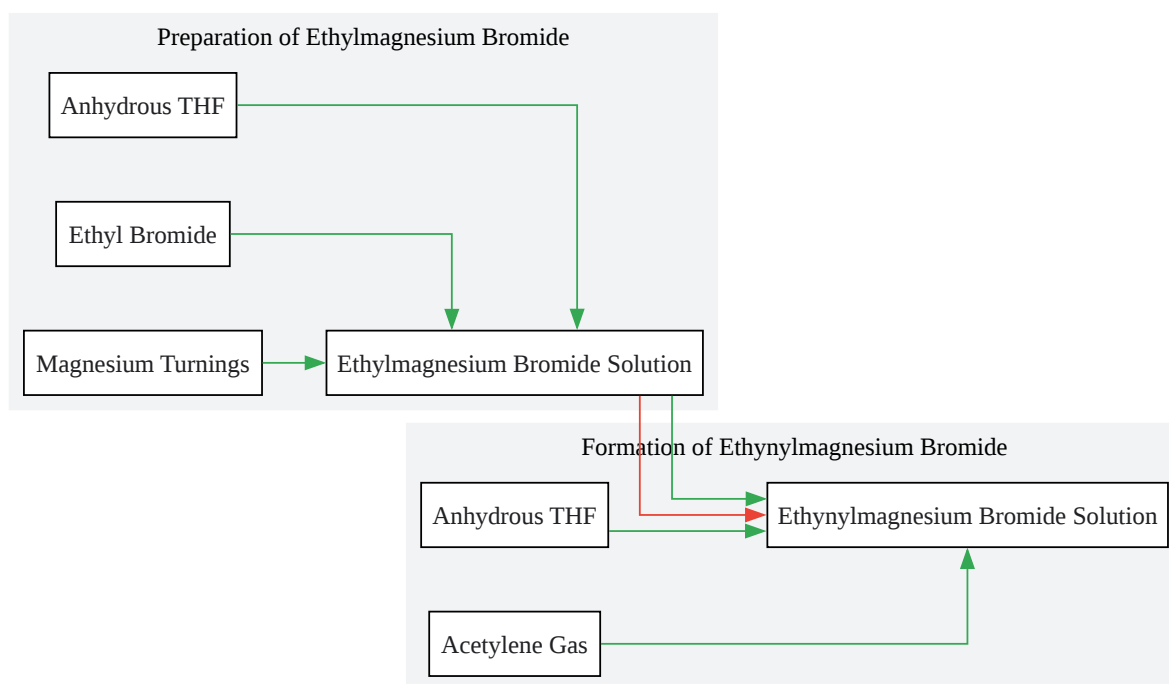 Preparation of Ethylmagnesium Bromide
Anhydrous THF
Ethyl Bromide
Magnesium Turnings
Ethylmagnesium Bromide Solution
Formation of Ethynylmagnesium Bromide
Anhydrous THF
Ethynylmagnesium Bromide Solution
Acetylene Gas